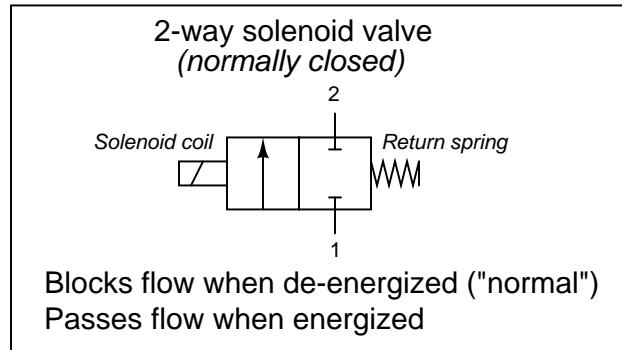 2-way solenoid valve
(normally closed)
2
Solenoid coil
Return spring
1
Blocks flow when de-energized ("normal")
Passes flow when energized